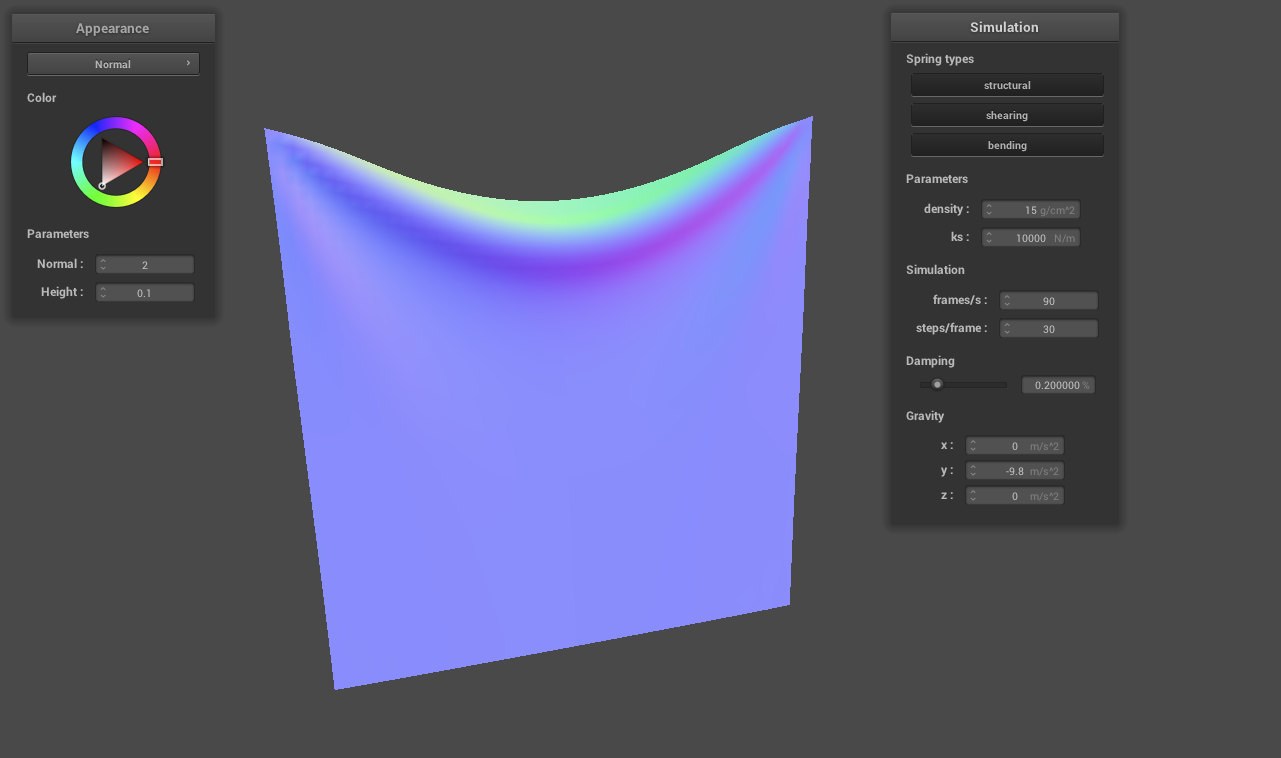 Appearance
Normal ›
Color
Parameters
Normal : 2
Height : 0.1
Simulation
Spring types
structural
shearing
bending
Parameters
density : 15 g/cm^2
ks : 10000 N/m
Simulation
frames/s : 90
steps/frame : 30
Damping
0.200000 %
Gravity
x : 0 m/s^2
y : -9.8 m/s^2
z : 0 m/s^2